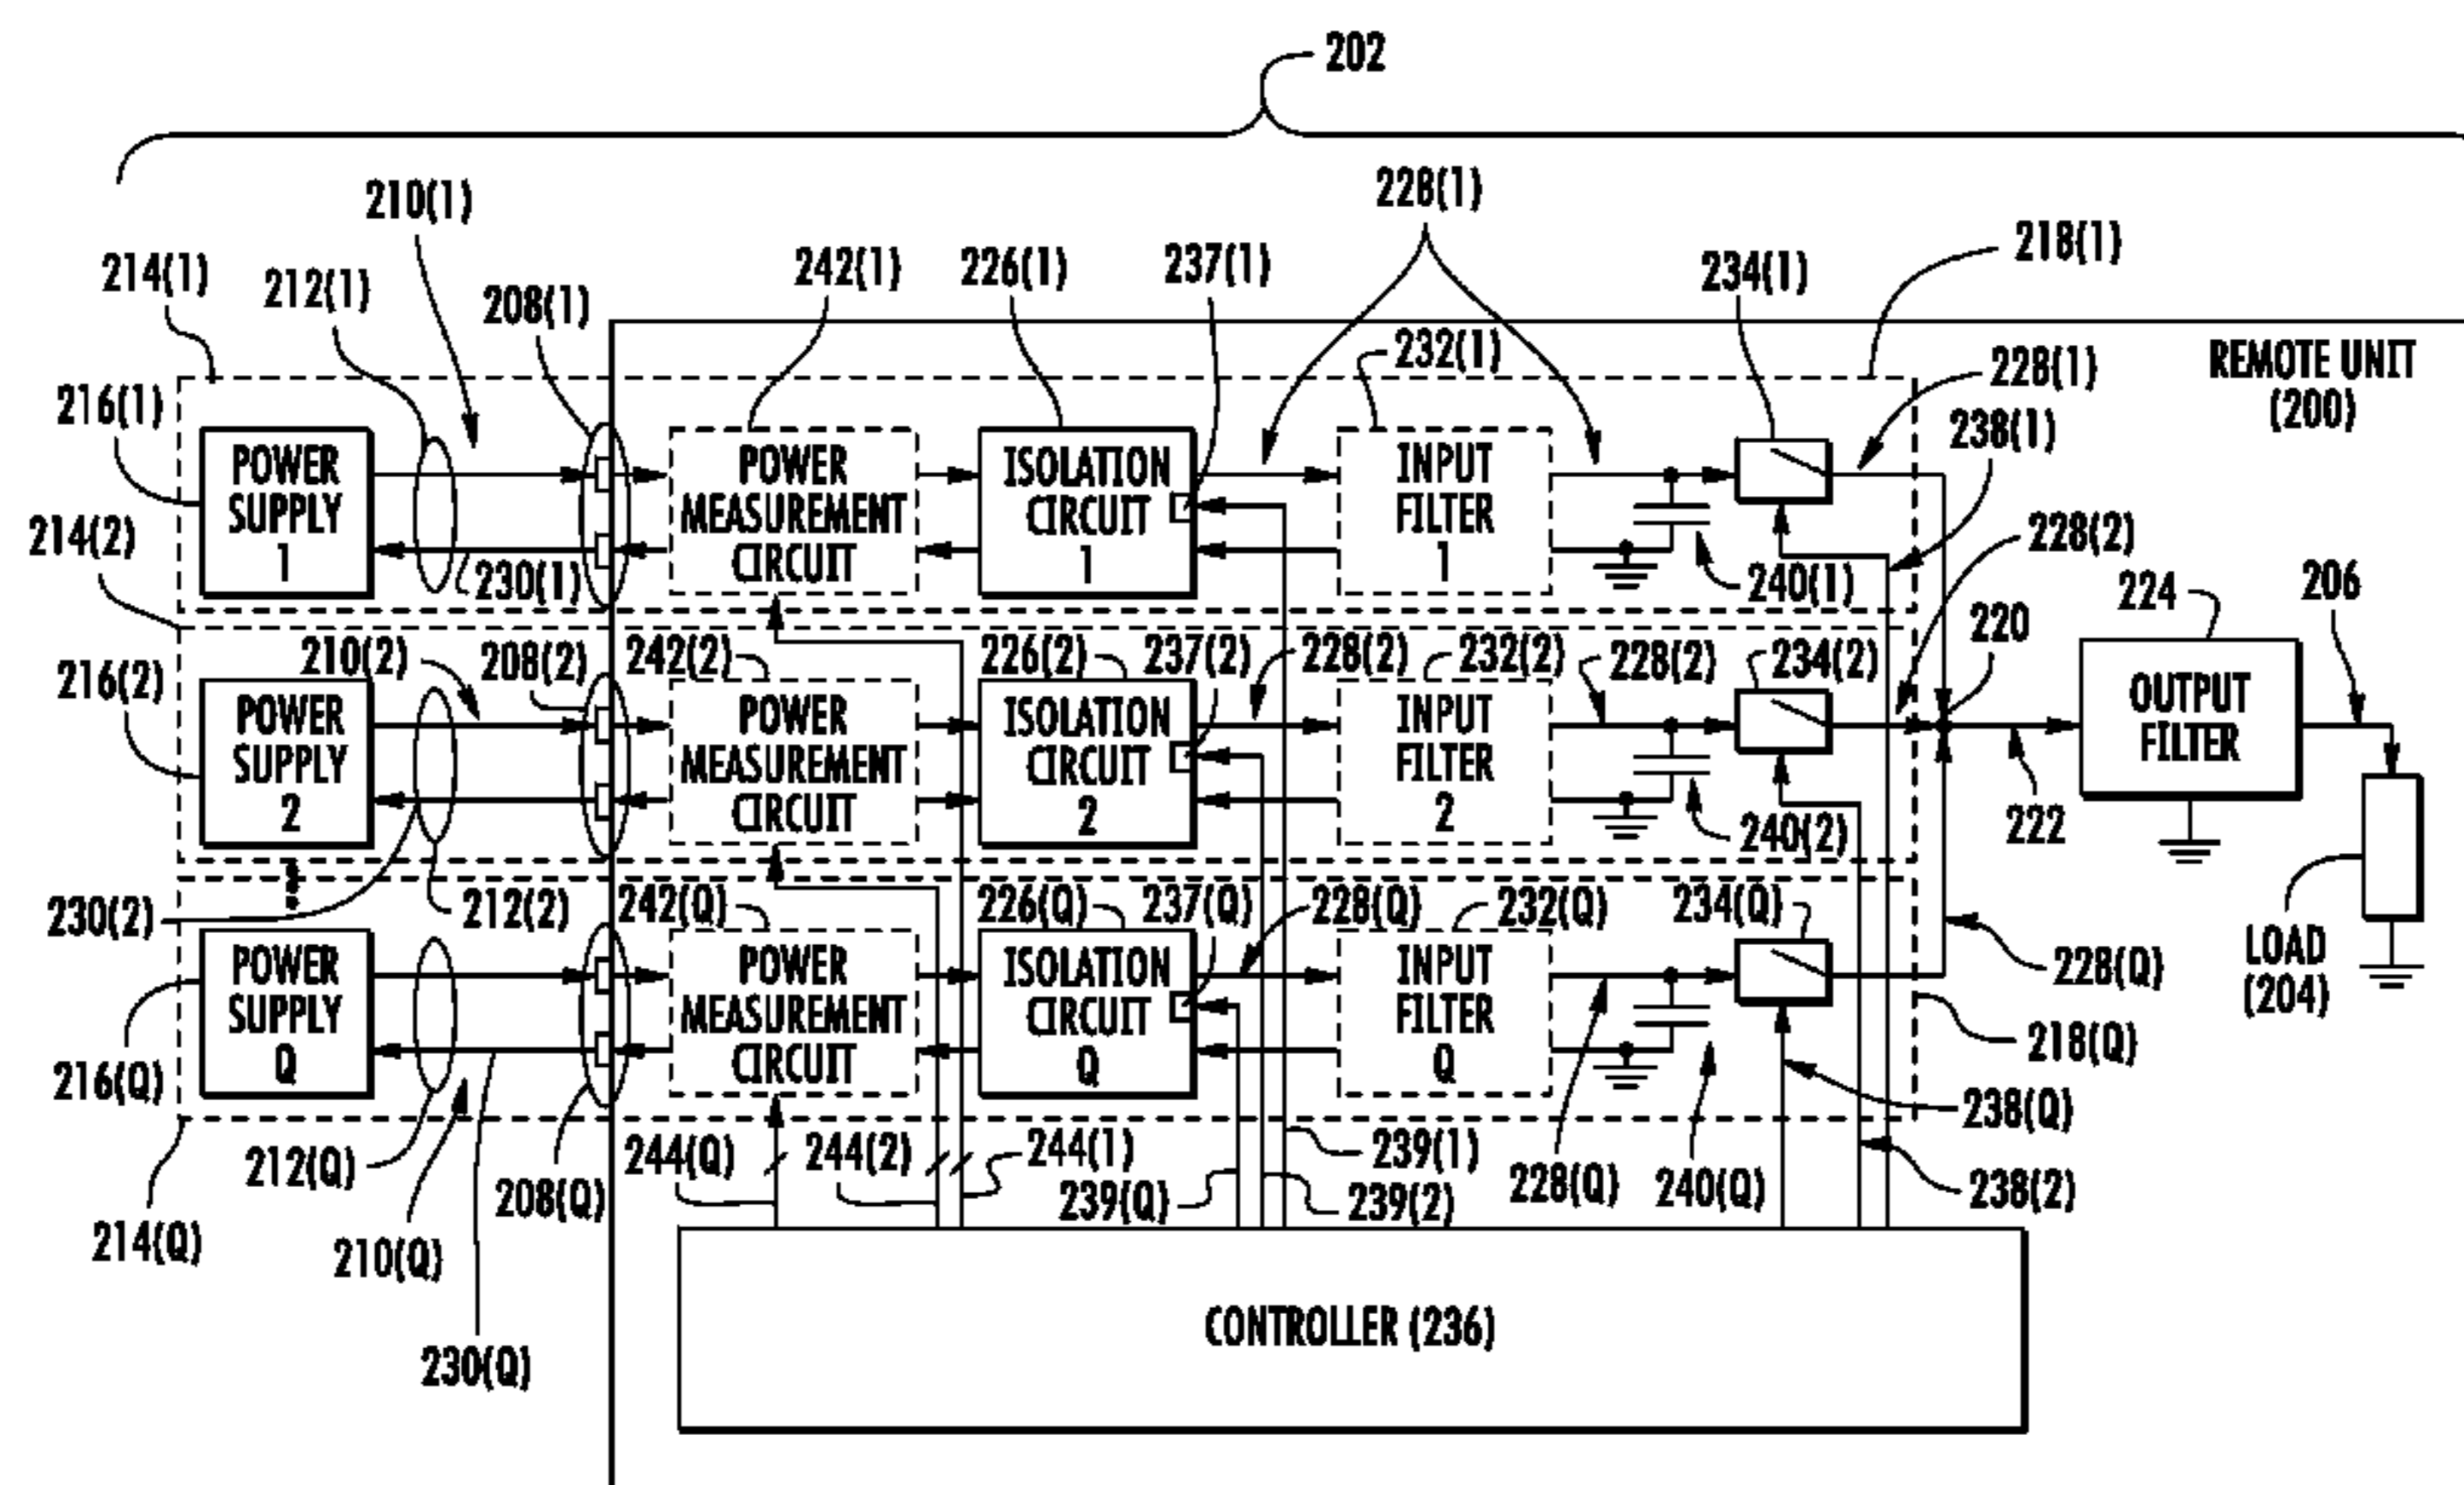 202
210(1)
228(1)
214(1)
212(1)
208(1)
242(1)
226(1)
237(1)
234(1)
218(1)
232(1)
REMOTE UNIT
(200)
228(1)
238(1)
216(1)
POWER
SUPPLY
1
POWER
MEASUREMENT
CIRCUIT
ISOLATION
CIRCUIT
1
INPUT
FILTER
1
214(2)
230(1)
240(1)
228(2)
220
224
206
216(2)
210(2)
208(2)
242(2)
226(2)
237(2)
228(2)
232(2)
228(2)
234(2)
POWER
SUPPLY
2
POWER
MEASUREMENT
CIRCUIT
ISOLATION
CIRCUIT
2
INPUT
FILTER
2
OUTPUT
FILTER
240(2)
222
230(2)
212(2)
242(Q)
226(Q)
237(Q)
228(Q)
232(Q)
234(Q)
228(Q)
LOAD
(204)
POWER
SUPPLY
Q
POWER
MEASUREMENT
CIRCUIT
ISOLATION
CIRCUIT
Q
INPUT
FILTER
Q
216(Q)
218(Q)
238(Q)
212(Q)
208(Q)
244(Q)
244(2)
244(1)
239(1)
239(Q)
239(2)
228(Q)
240(Q)
238(2)
214(Q)
210(Q)
230(Q)
CONTROLLER (236)